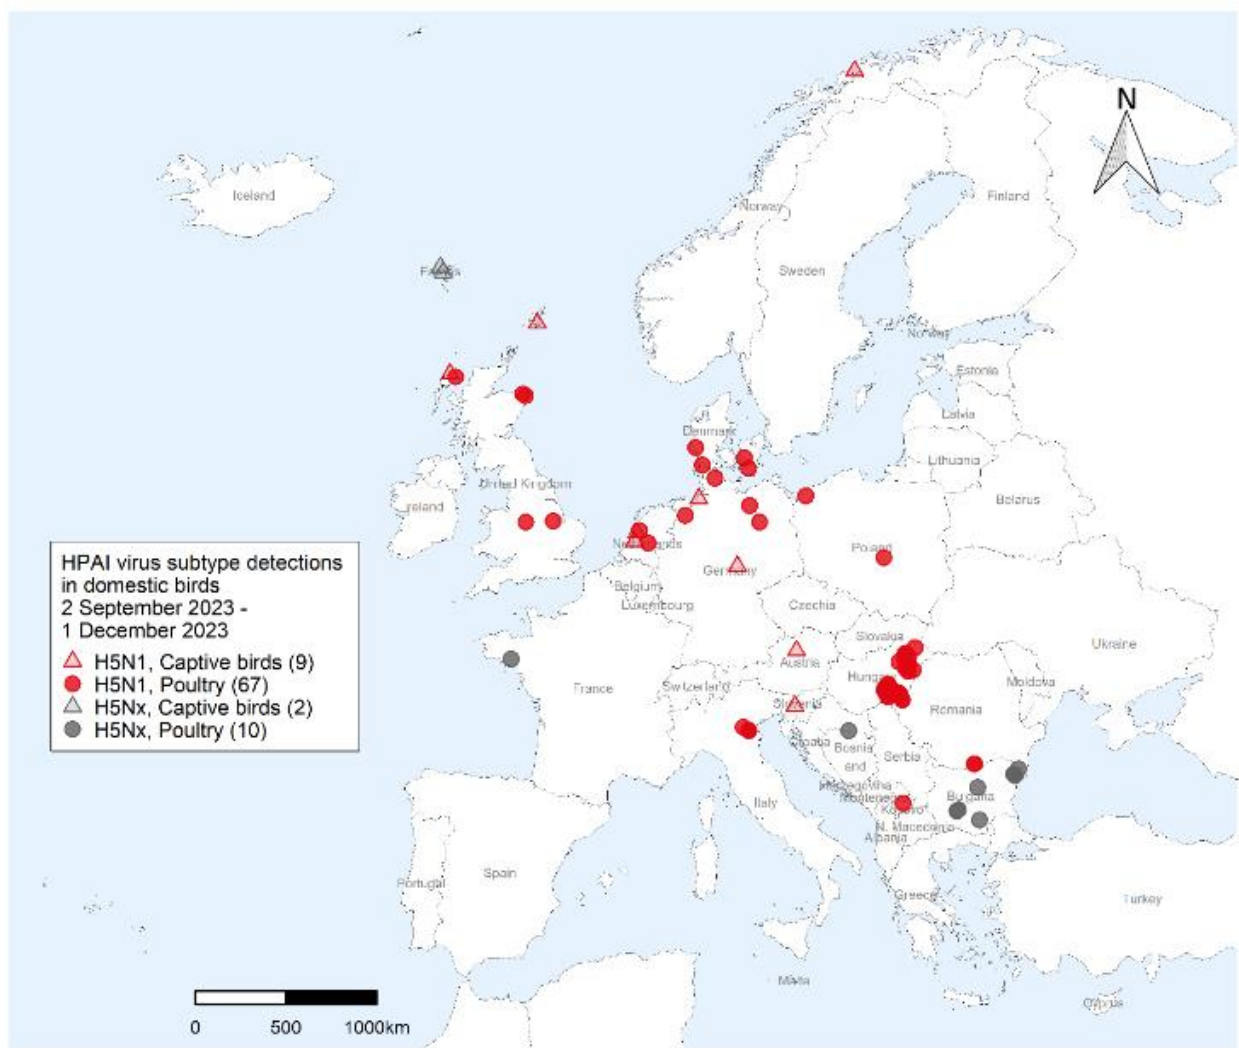 N
Iceland
Norway
Finland
Sweden
Norway
Estonia
Denmark
Latvia
Lithuania
United Kingdom
Belarus
reland
Netherlands
Poland
Germany
Belgium
Luxembourg
Czechia
HPAI virus subtype detections
in domestic birds
2 September 2023 -
1 December 2023
H5N1, Captive birds (9)
H5N1, Poultry (67)
H5Nx, Captive birds (2)
H5Nx, Poultry (10)
Slovakia
Ukraine
Austria
France
Switzerland
Moldova
Slovenia
Romania
Croatia
Bosnia
and
Herzegovina
Serbia
Montenegro
Bulgaria
Italy
Kosovo*
N. Macedonia
Albania
Portugal
Spain
Greece
Turkey
Malta
Cyprus
0 500 1000km